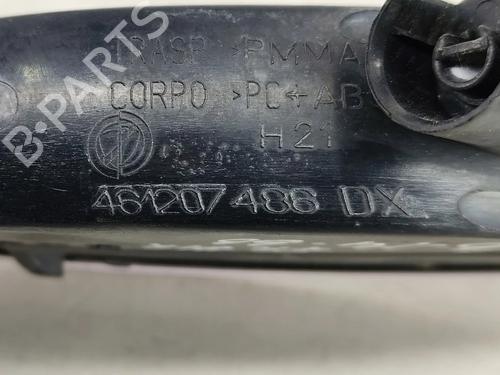 TRASP >PMMA
CORPO >PC+AB
H21
461207486 DX
B-PARTS